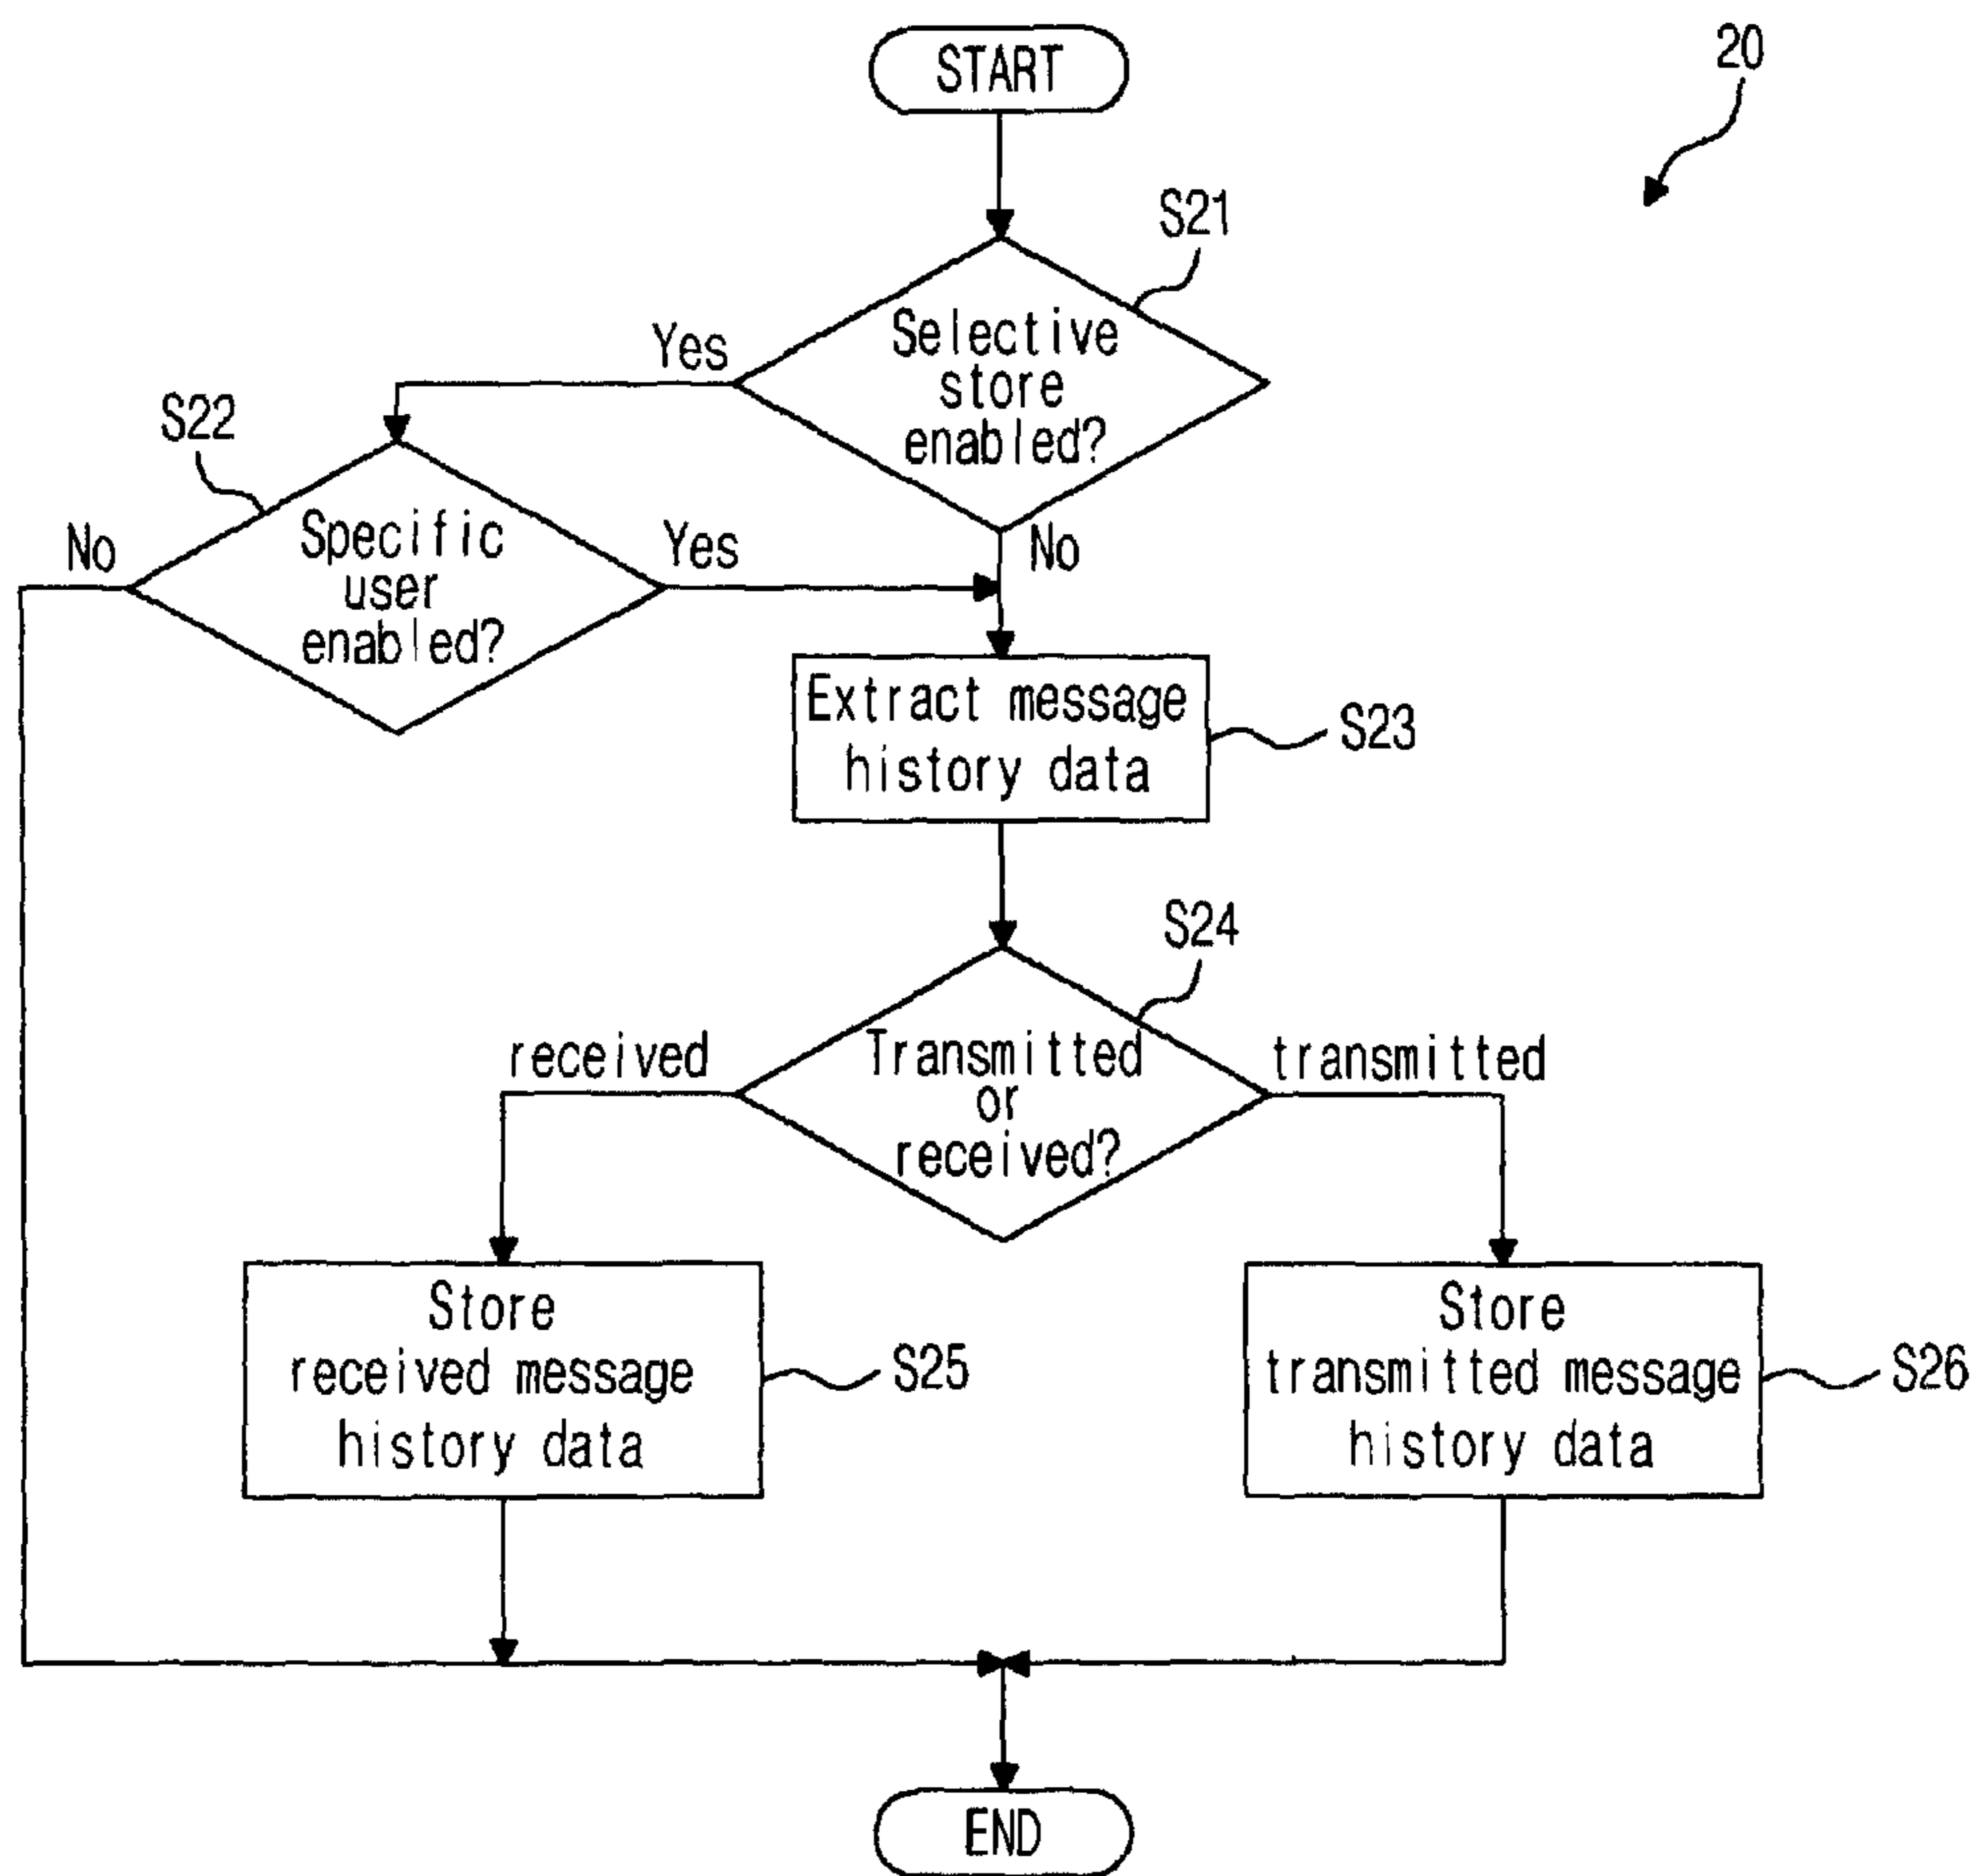 START
20
S21
Selective
store
enabled?
Yes
No
S22
Specific
user
enabled?
No
Yes
Extract message
history data
S23
S24
Transmitted
or
received?
received
transmitted
Store
received message
history data
S25
Store
transmitted message
history data
S26
END